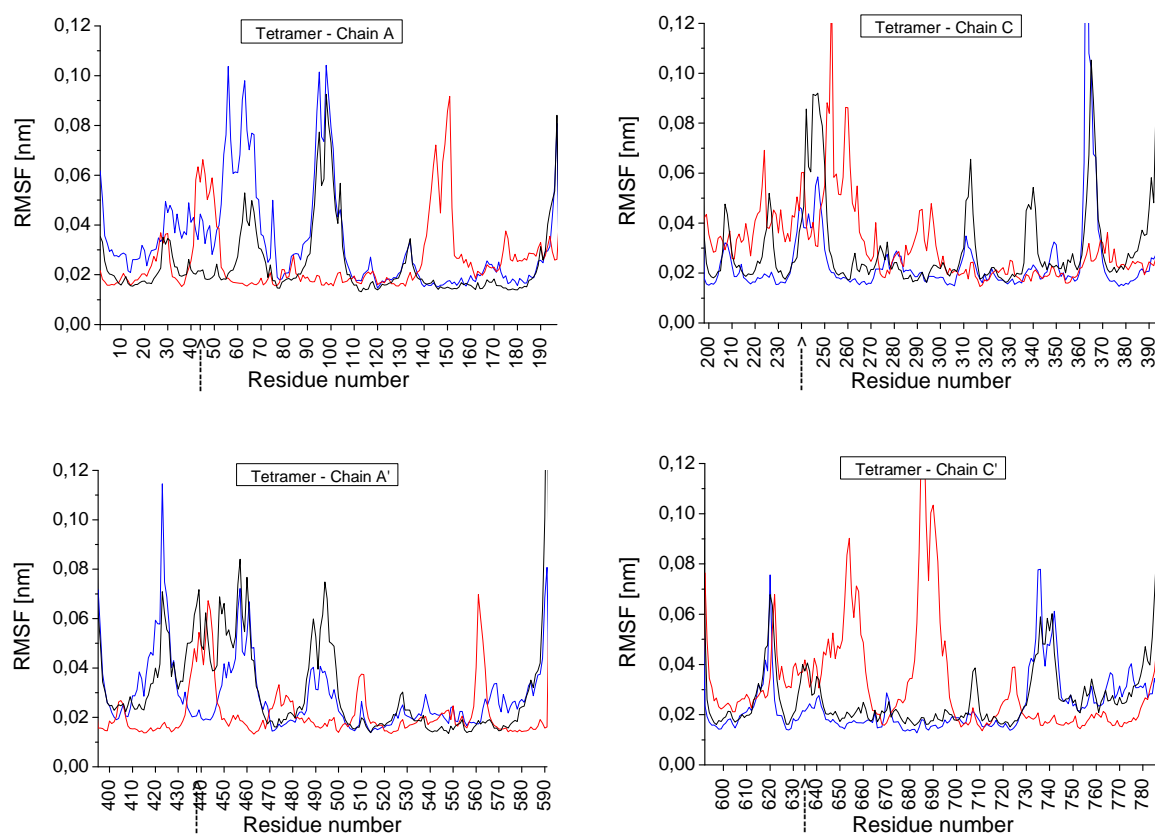 Tetramer - Chain A
RMSF [nm]
0,12
0,10
0,08
0,06
0,04
0,02
0,00
10 20 30 40 50 60 70 80 90 100 110 120 130 140 150 160 170 180 190
Residue number
Tetramer - Chain C
RMSF [nm]
0,12
0,10
0,08
0,06
0,04
0,02
0,00
200 210 220 230 240 250 260 270 280 290 300 310 320 330 340 350 360 370 380 390
Residue number
Tetramer - Chain A'
RMSF [nm]
0,12
0,10
0,08
0,06
0,04
0,02
0,00
400 410 420 430 440 450 460 470 480 490 500 510 520 530 540 550 560 570 580 590
Residue number
Tetramer - Chain C'
RMSF [nm]
0,12
0,10
0,08
0,06
0,04
0,02
0,00
600 610 620 630 640 650 660 670 680 690 700 710 720 730 740 750 760 770 780
Residue number